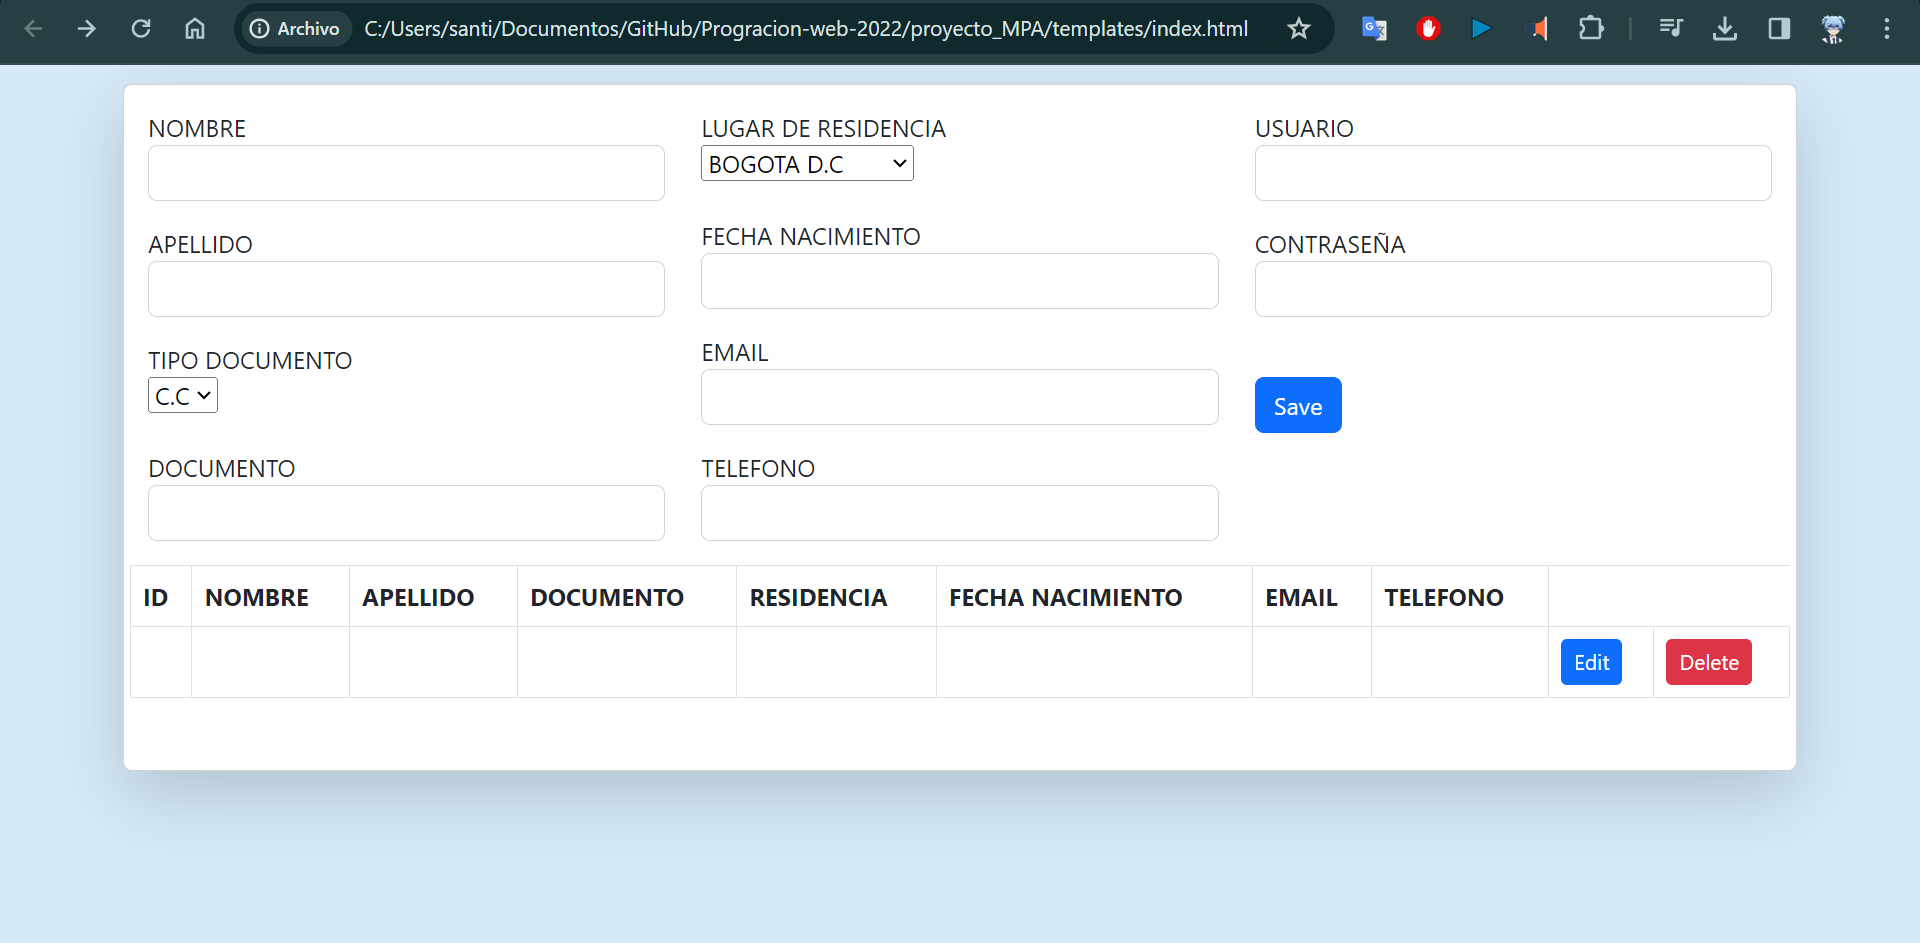 Archivo C:/Users/santi/Documentos/GitHub/Progracion-web-2022/proyecto_MPA/templates/index.html
NOMBRE
APELLIDO
TIPO DOCUMENTO
C.C
DOCUMENTO
LUGAR DE RESIDENCIA
BOGOTA D.C
FECHA NACIMIENTO
EMAIL
TELEFONO
USUARIO
CONTRASEÑA
Save
ID NOMBRE APELLIDO DOCUMENTO RESIDENCIA FECHA NACIMIENTO EMAIL TELEFONO
Edit Delete